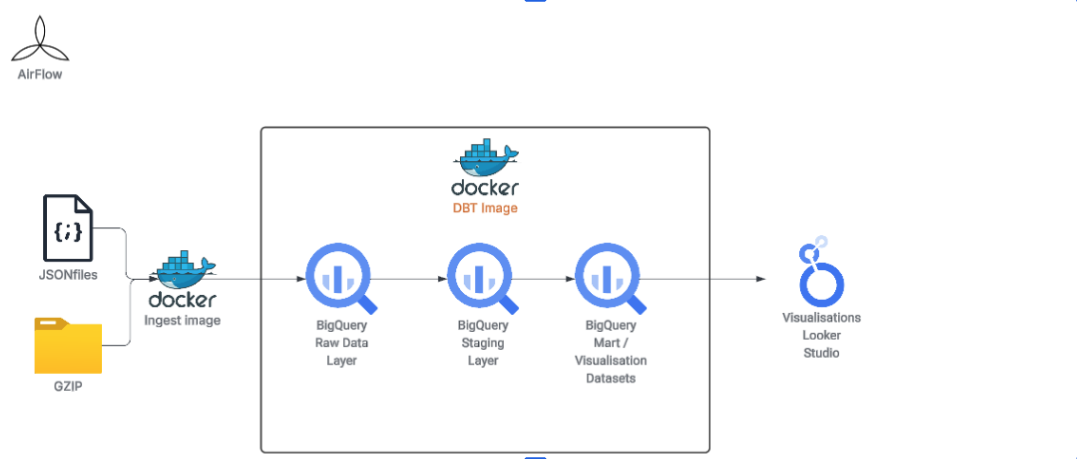 AirFlow
docker
DBT Image
{;}
JSONfiles
docker
Ingest image
GZIP
BigQuery
Raw Data
Layer
BigQuery
Staging
Layer
BigQuery
Mart /
Visualisation
Datasets
Visualisations
Looker
Studio